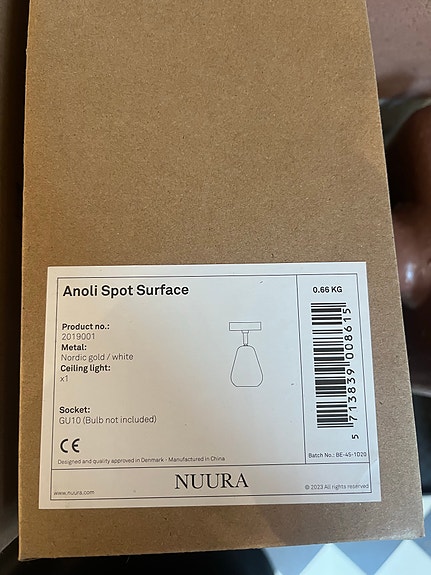 Anoli Spot Surface
0.66 KG
Product no.:
2019001
Metal:
Nordic gold / white
Ceiling light:
x1
Socket:
GU10 (Bulb not included)
CE
5 713839 008615
Designed and quality approved in Denmark · Manufactured in China
Batch No.: BE-45-1D20
www.nuura.com
NUURA
© 2023 All rights reserved